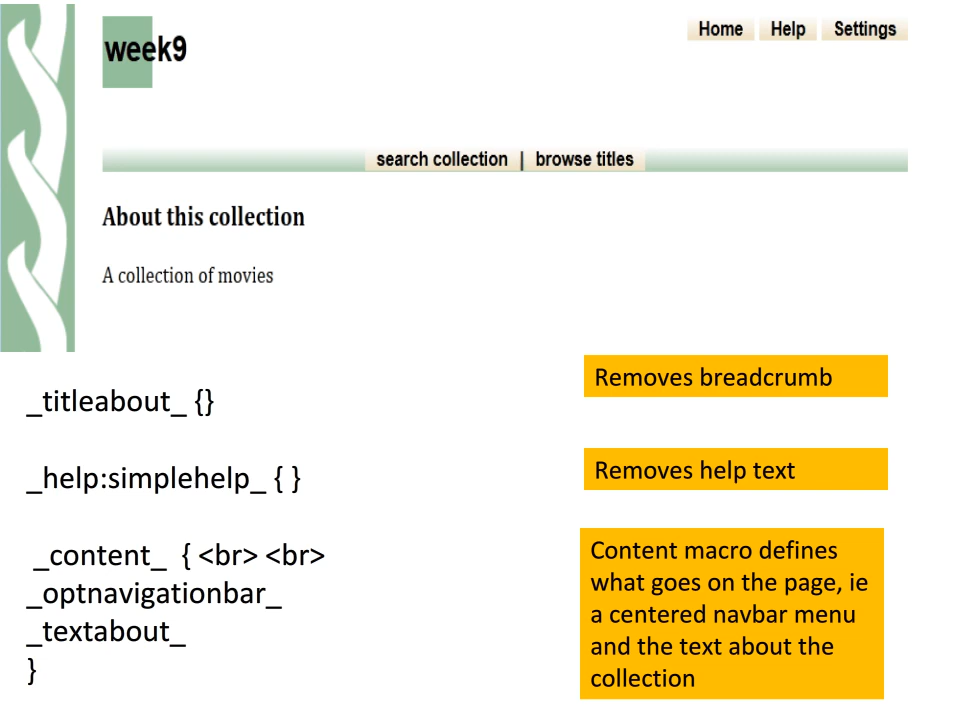 week9
Home Help Settings
search collection | browse titles
About this collection
A collection of movies
_titleabout_ {}
Removes breadcrumb
_help:simplehelp_ { }
Removes help text
_content_ { <br> <br>
_optnavigationbar_
_textabout_
}
Content macro defines
what goes on the page, ie
a centered navbar menu
and the text about the
collection